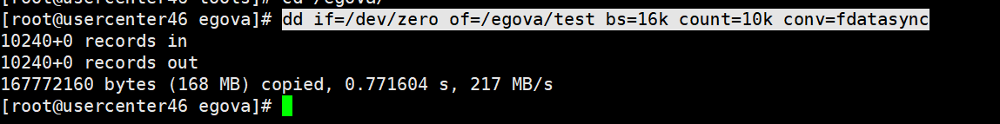 [root@usercenter46 egova]# dd if=/dev/zero of=/egova/test bs=16k count=10k conv=fdatasync
10240+0 records in
10240+0 records out
167772160 bytes (168 MB) copied, 0.771604 s, 217 MB/s
[root@usercenter46 egova]#